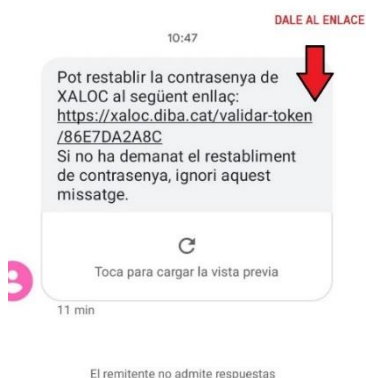 DALE AL ENLACE
10:47
Pot restablir la contrasenya de
XALOC al següent enllaç:
https://xaloc.diba.cat/validar-token
/86E7DA2A8C
Si no ha demanat el restabliment
de contrasenya, ignori aquest
missatge.
Toca para cargar la vista previa
11 min
El remitente no admite respuestas